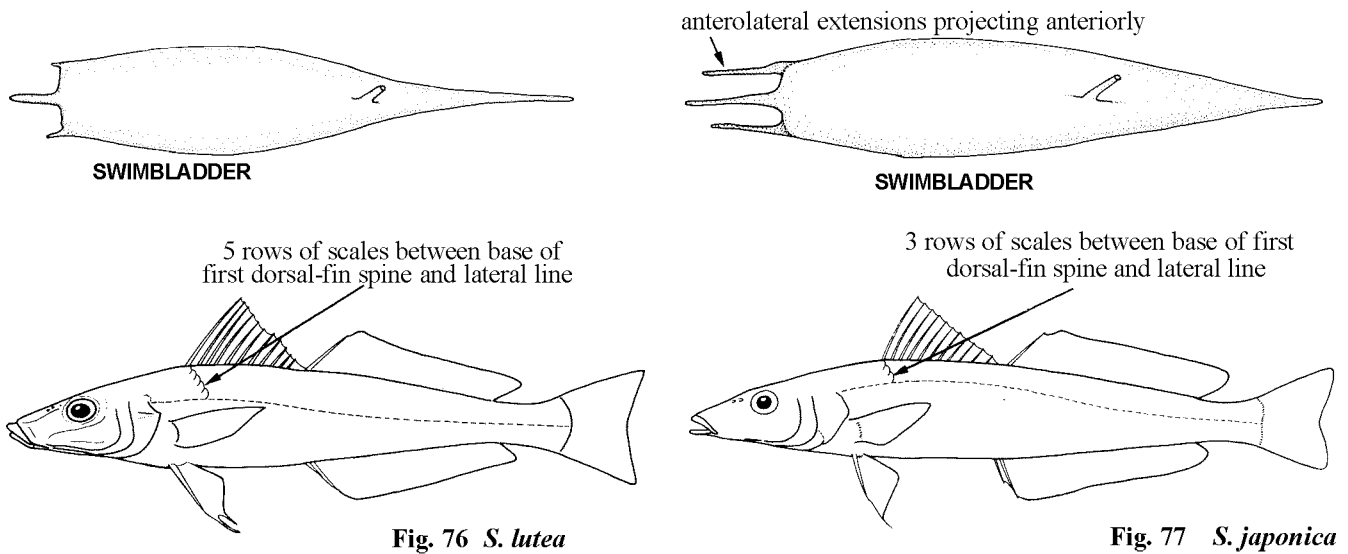 anterolateral extensions projecting anteriorly
SWIMBLADDER
SWIMBLADDER
5 rows of scales between base of
first dorsal-fin spine and lateral line
3 rows of scales between base of first
dorsal-fin spine and lateral line
Fig. 76 S. lutea
Fig. 77 S. japonica